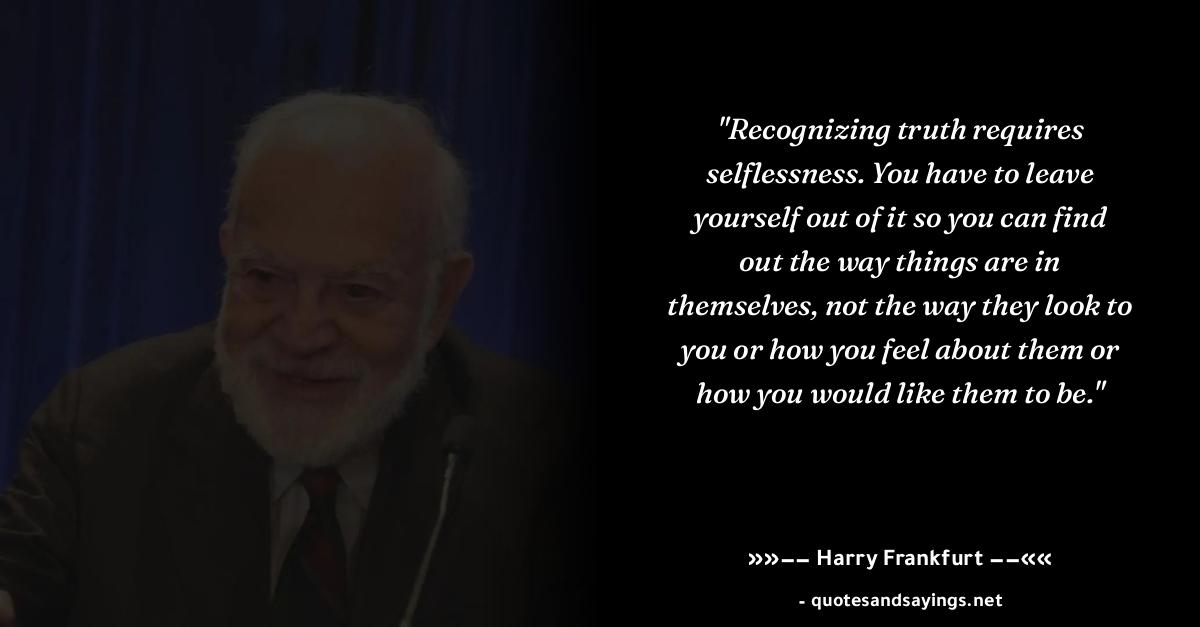 "Recognizing truth requires
selflessness. You have to leave
yourself out of it so you can find
out the way things are in
themselves, not the way they look to
you or how you feel about them or
how you would like them to be."
»»–– Harry Frankfurt ––««
- quotesandsayings.net